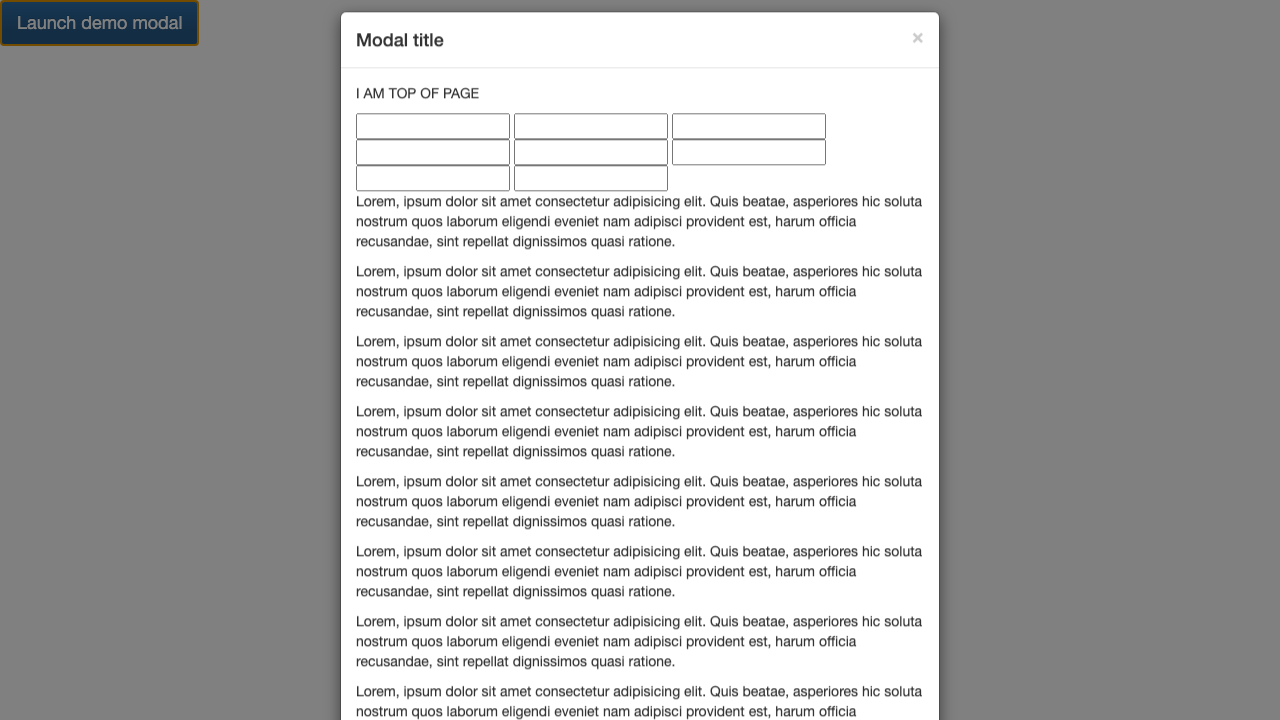 Launch demo modal
Modal title
×
I AM TOP OF PAGE
Lorem, ipsum dolor sit amet consectetur adipisicing elit. Quis beatae, asperiores hic soluta
nostrum quos laborum eligendi eveniet nam adipisci provident est, harum officia
recusandae, sint repellat dignissimos quasi ratione.
Lorem, ipsum dolor sit amet consectetur adipisicing elit. Quis beatae, asperiores hic soluta
nostrum quos laborum eligendi eveniet nam adipisci provident est, harum officia
recusandae, sint repellat dignissimos quasi ratione.
Lorem, ipsum dolor sit amet consectetur adipisicing elit. Quis beatae, asperiores hic soluta
nostrum quos laborum eligendi eveniet nam adipisci provident est, harum officia
recusandae, sint repellat dignissimos quasi ratione.
Lorem, ipsum dolor sit amet consectetur adipisicing elit. Quis beatae, asperiores hic soluta
nostrum quos laborum eligendi eveniet nam adipisci provident est, harum officia
recusandae, sint repellat dignissimos quasi ratione.
Lorem, ipsum dolor sit amet consectetur adipisicing elit. Quis beatae, asperiores hic soluta
nostrum quos laborum eligendi eveniet nam adipisci provident est, harum officia
recusandae, sint repellat dignissimos quasi ratione.
Lorem, ipsum dolor sit amet consectetur adipisicing elit. Quis beatae, asperiores hic soluta
nostrum quos laborum eligendi eveniet nam adipisci provident est, harum officia
recusandae, sint repellat dignissimos quasi ratione.
Lorem, ipsum dolor sit amet consectetur adipisicing elit. Quis beatae, asperiores hic soluta
nostrum quos laborum eligendi eveniet nam adipisci provident est, harum officia
recusandae, sint repellat dignissimos quasi ratione.
Lorem, ipsum dolor sit amet consectetur adipisicing elit. Quis beatae, asperiores hic soluta
nostrum quos laborum eligendi eveniet nam adipisci provident est, harum officia